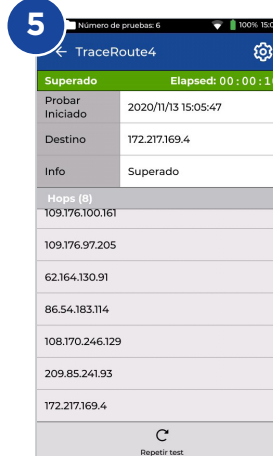 5
Número de pruebas: 6 100% 15:0
TraceRoute4
Superado Elapsed: 00:00:1
Probar Iniciado 2020/11/13 15:05:47
Destino 172.217.169.4
Info Superado
Hops (8)
109.176.100.161
109.176.97.205
62.164.130.91
86.54.183.114
108.170.246.129
209.85.241.93
172.217.169.4
Repetir test